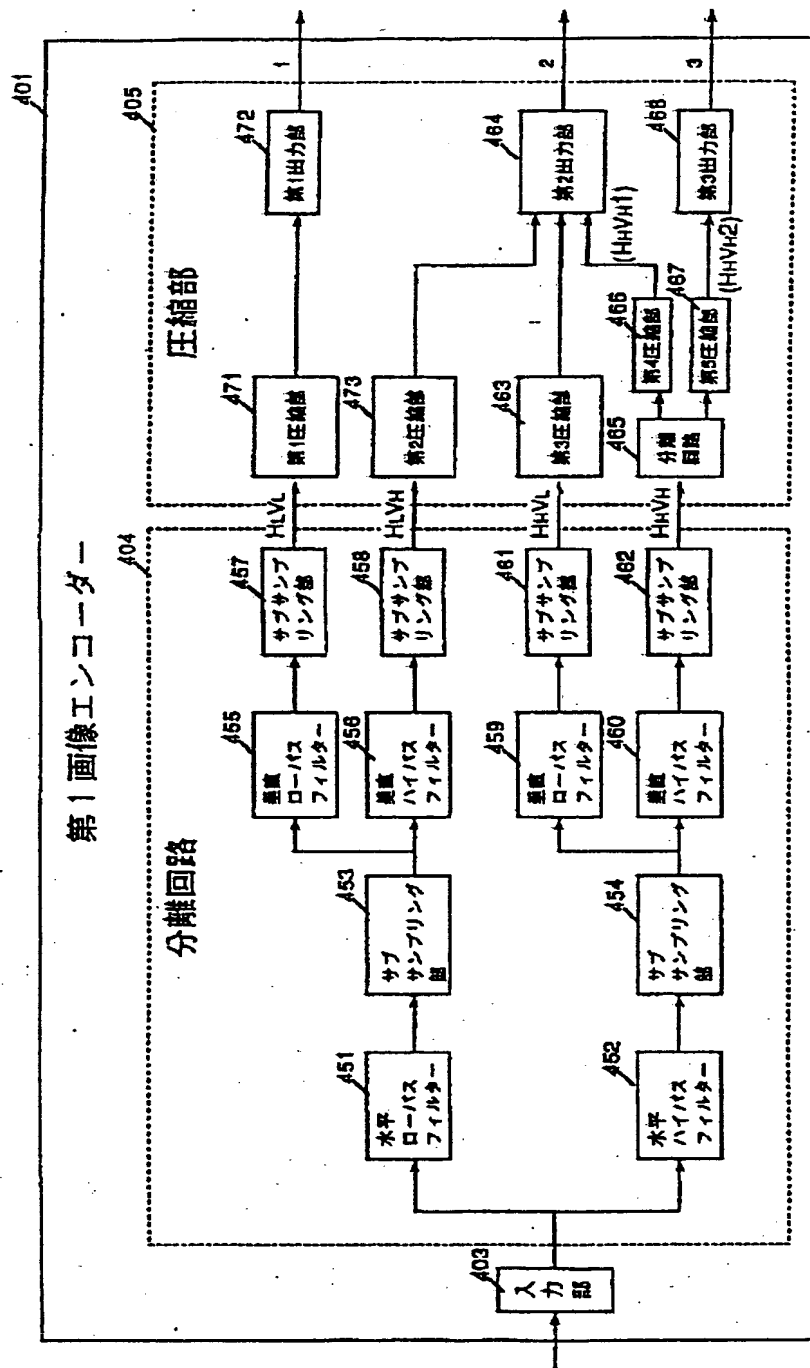 第1画像エンコーダー
401
403
入力部
分離回路
404
451
水平
ローパス
フィルター
452
水平
ハイパス
フィルター
453
サブ
サンプリング
部
454
サブ
サンプリング
部
455
垂直
ローパス
フィルター
456
垂直
ハイパス
フィルター
459
垂直
ローパス
フィルター
460
垂直
ハイパス
フィルター
457
サブサンプ
リング部
458
サブサンプ
リング部
461
サブサンプ
リング部
462
サブサンプ
リング部
HLVL
HLVH
HHVL
HHVH
圧縮部
405
471
第1圧縮部
473
第2圧縮部
463
第3圧縮部
465
分離
回路
466
第4圧縮部
467
第5圧縮部
(HHVH1)
(HHVH2)
472
第1出力部
464
第2出力部
468
第3出力部
1
2
3